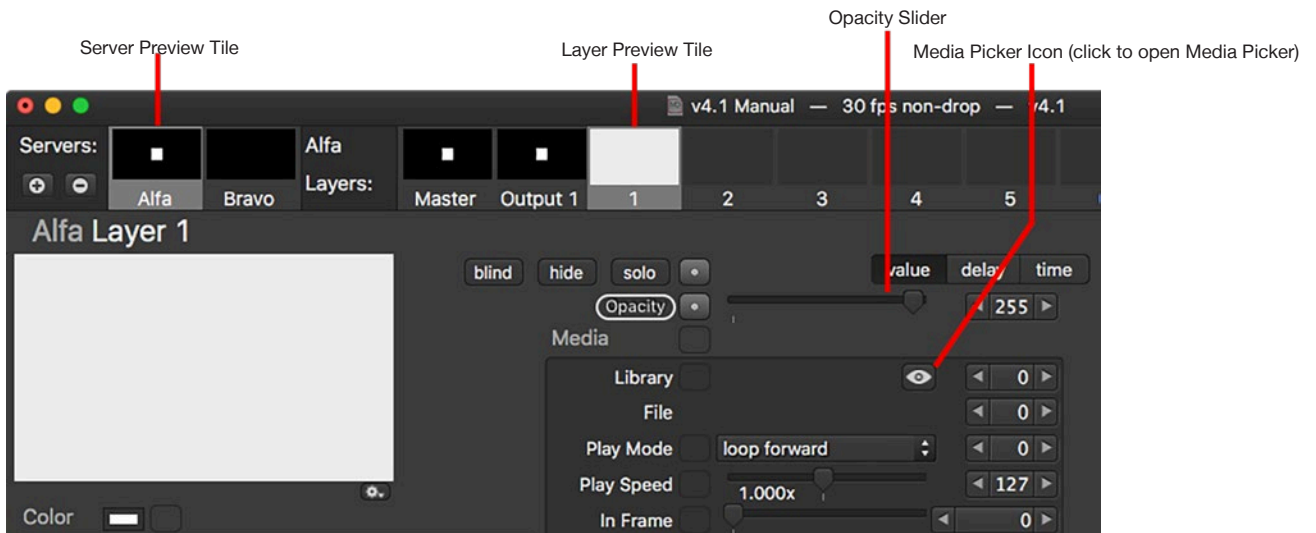 Opacity Slider
Server Preview Tile
Layer Preview Tile
Media Picker Icon (click to open Media Picker)
v4.1 Manual — 30 fps non-drop — v4.1
Servers:
Alfa
Bravo
Alfa
Layers:
Master
Output 1
1
2
3
4
5
Alfa Layer 1
blind
hide
solo
value
delay
time
Opacity
255
Media
Library
0
File
0
Play Mode
loop forward
0
Play Speed
1.000x
127
In Frame
0
Color